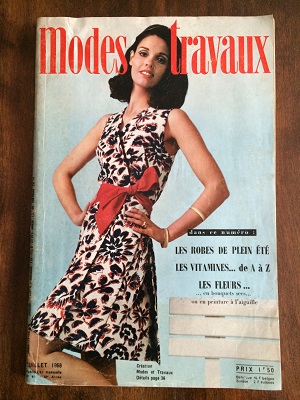 Modes travaux
dans ce numéro :
LES ROBES DE PLEIN ÉTÉ
LES VITAMINES... de A à Z
LES FLEURS...
... en bouquets secs...
ou en peinture à l'aiguille
JUILLET 1968
Création
Modes et Travaux
Détails page 36
PRIX 1F50